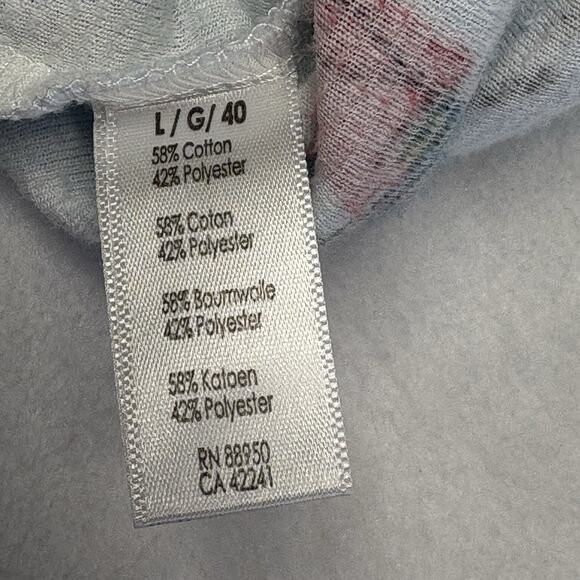 L / G / 40
58% Cotton
42% Polyester
58% Coton
42% Polyester
58% Baumwolle
42% Polyester
58% Katoen
42% Polyester
RN 88950
CA 42241